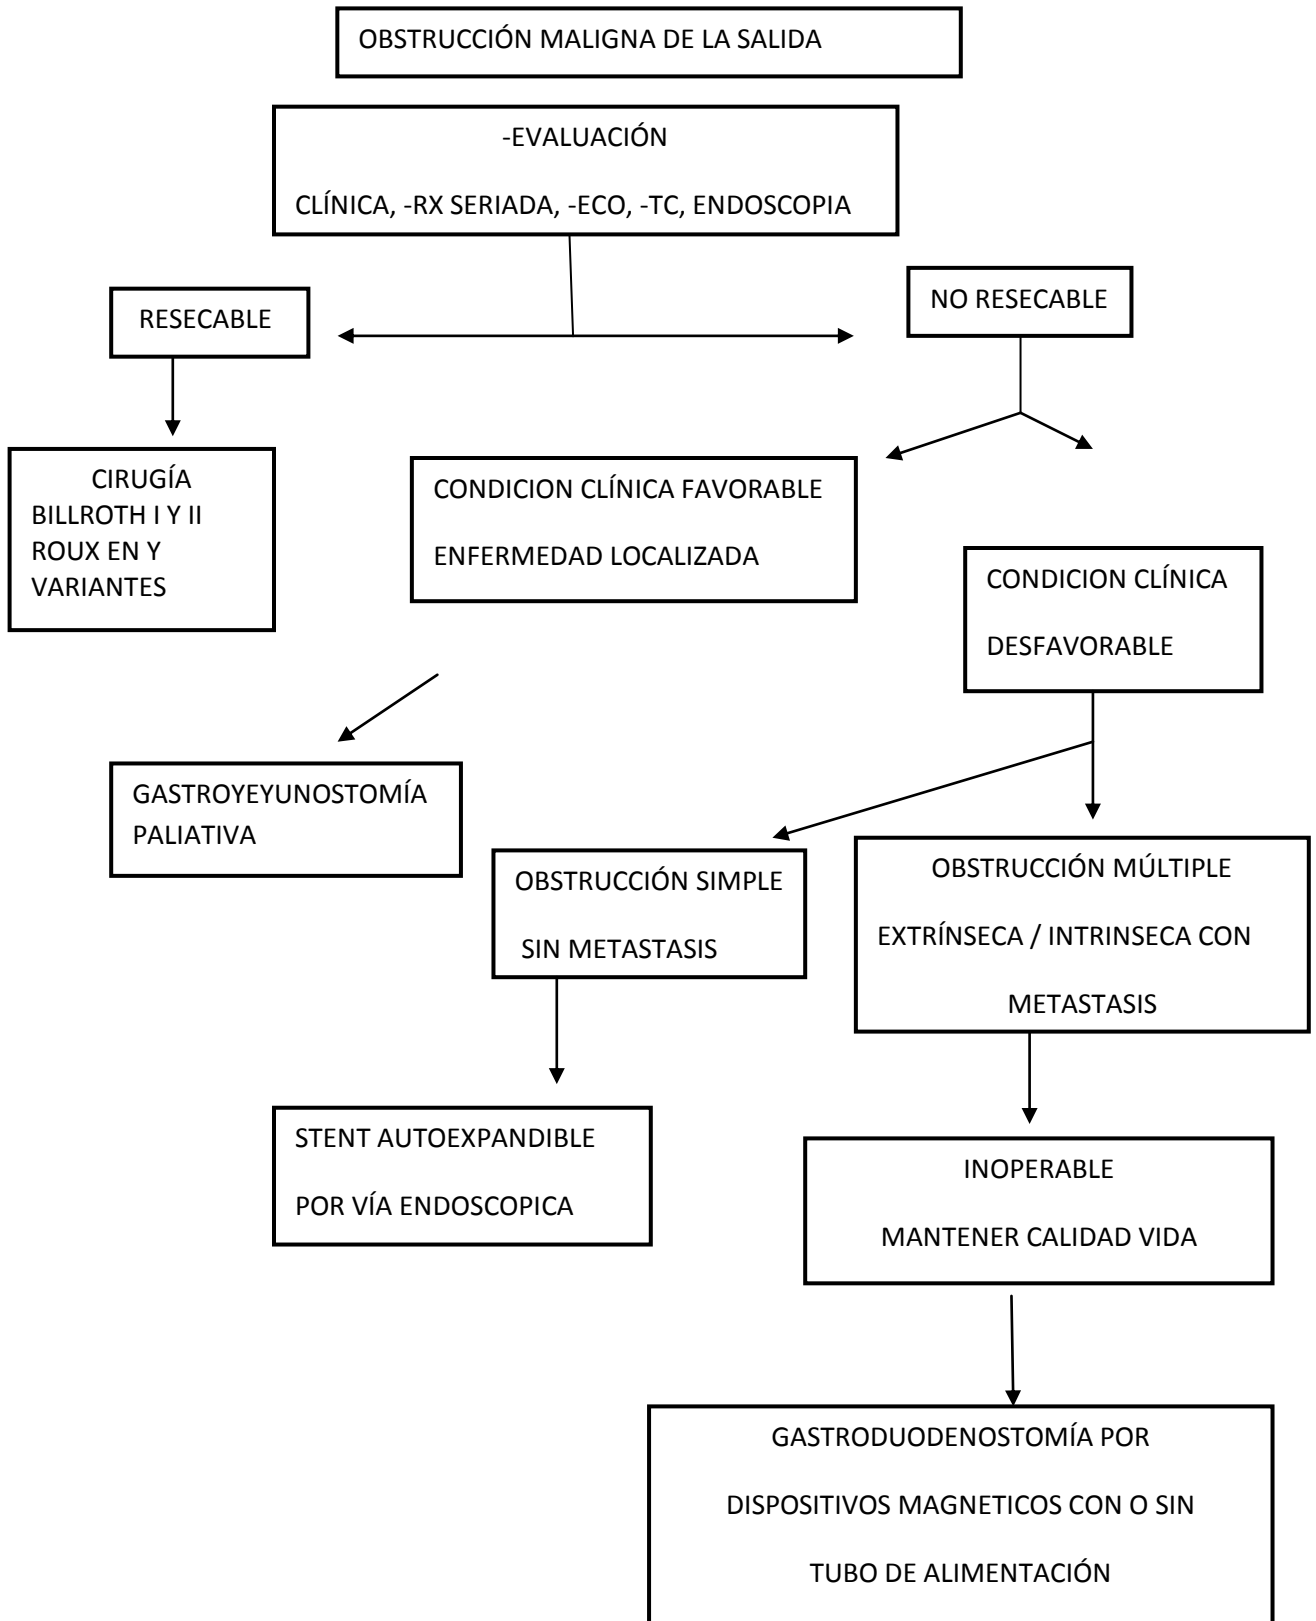 OBSTRUCCIÓN MALIGNA DE LA SALIDA
-EVALUACIÓN
CLÍNICA, -RX SERIADA, -ECO, -TC, ENDOSCOPIA
RESECABLE
NO RESECABLE
CIRUGÍA
BILLROTH I Y II
ROUX EN Y
VARIANTES
CONDICION CLÍNICA FAVORABLE
ENFERMEDAD LOCALIZADA
CONDICION CLÍNICA
DESFAVORABLE
GASTROYEYUNOSTOMÍA
PALIATIVA
OBSTRUCCIÓN SIMPLE
SIN METASTASIS
OBSTRUCCIÓN MÚLTIPLE
EXTRÍNSECA / INTRINSECA CON
METASTASIS
STENT AUTOEXPANDIBLE
POR VÍA ENDOSCOPICA
INOPERABLE
MANTENER CALIDAD VIDA
GASTRODUODENOSTOMÍA POR
DISPOSITIVOS MAGNETICOS CON O SIN
TUBO DE ALIMENTACIÓN